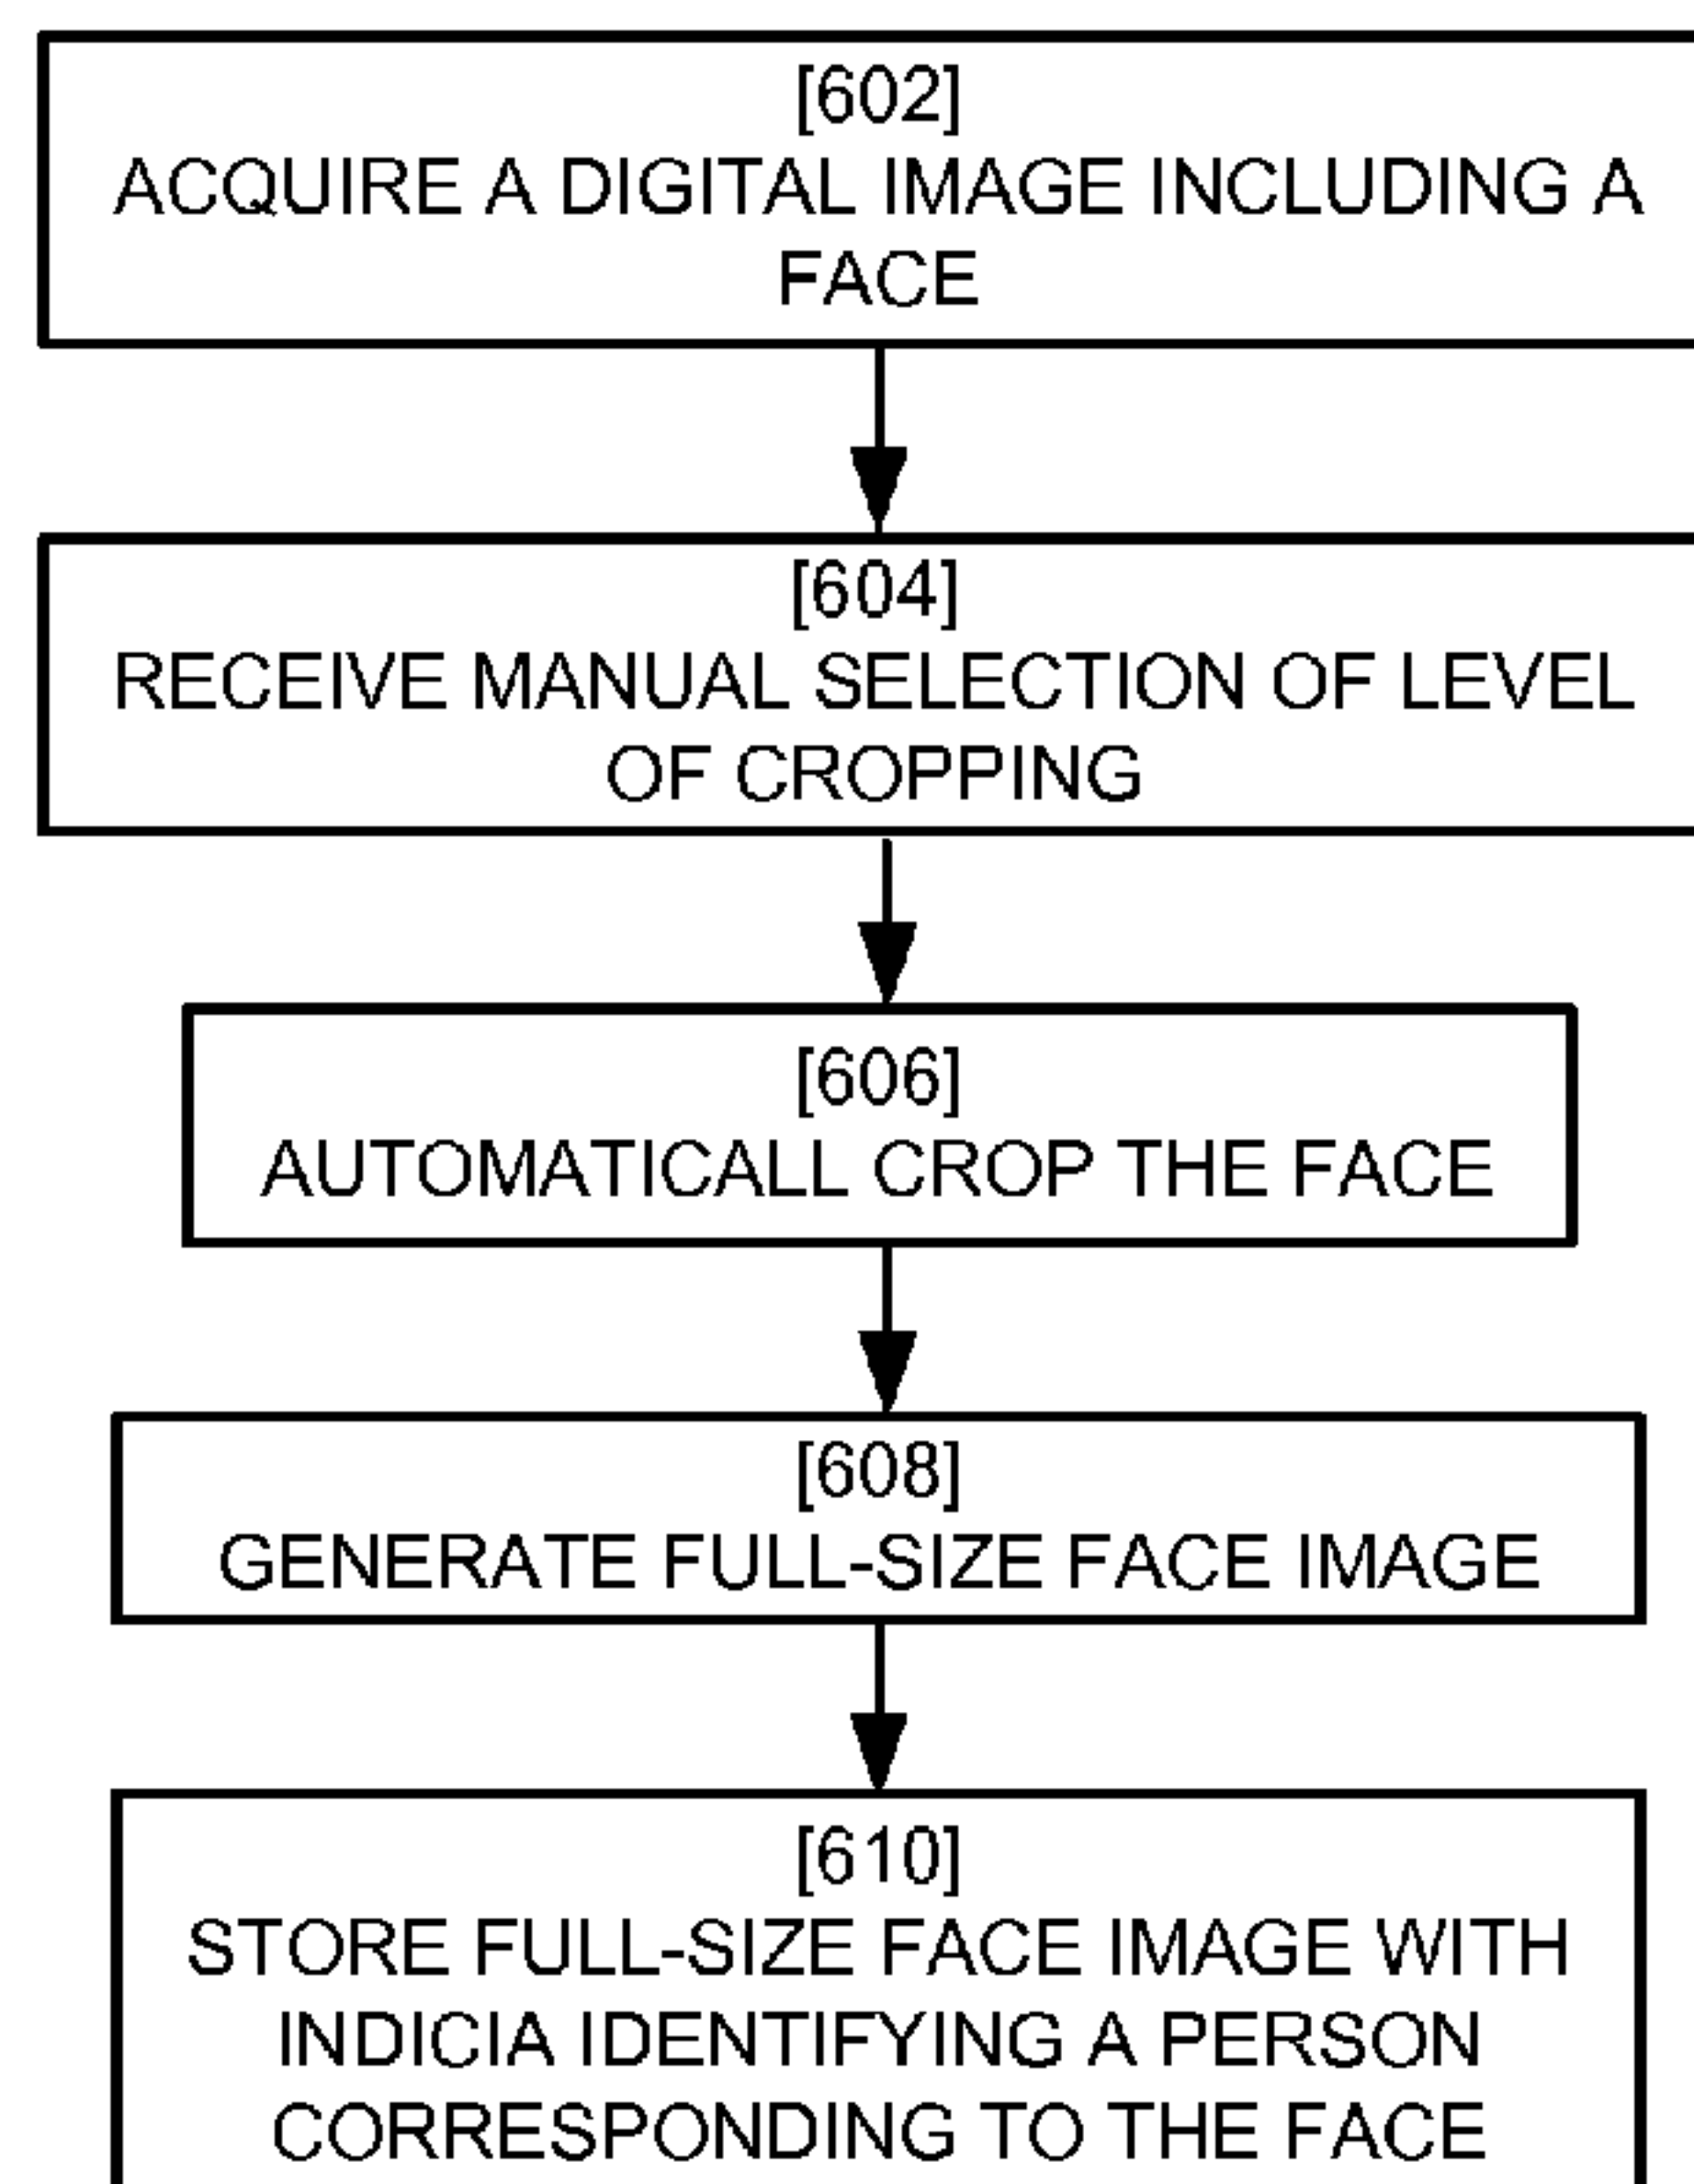 [602]
ACQUIRE A DIGITAL IMAGE INCLUDING A
FACE
[604]
RECEIVE MANUAL SELECTION OF LEVEL
OF CROPPING
[606]
AUTOMATICALL CROP THE FACE
[608]
GENERATE FULL-SIZE FACE IMAGE
[610]
STORE FULL-SIZE FACE IMAGE WITH
INDICIA IDENTIFYING A PERSON
CORRESPONDING TO THE FACE